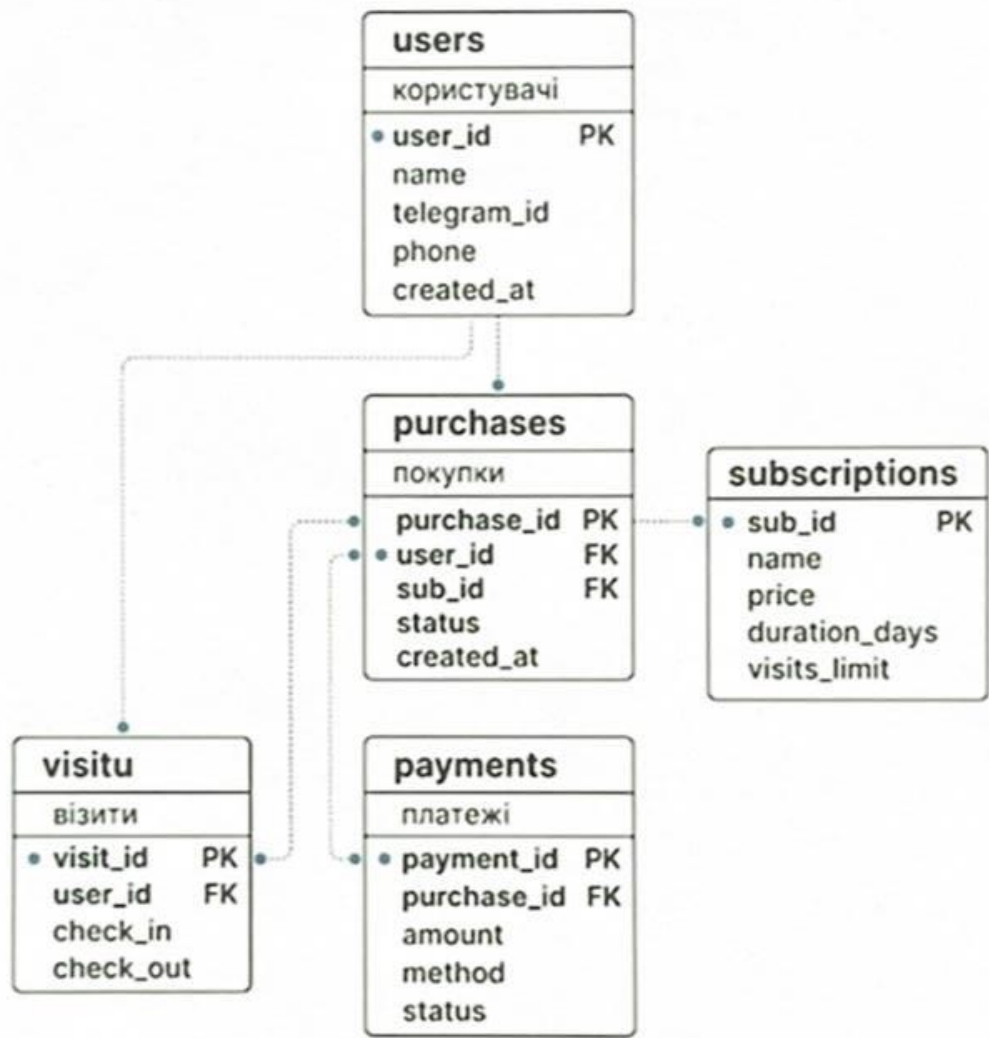 users
користувачі
user_id PK
name
telegram_id
phone
created_at
purchases
покупки
purchase_id PK
user_id FK
sub_id FK
status
created_at
subscriptions
sub_id PK
name
price
duration_days
visits_limit
visitu
візити
visit_id PK
user_id FK
check_in
check_out
payments
платежі
payment_id PK
purchase_id FK
amount
method
status